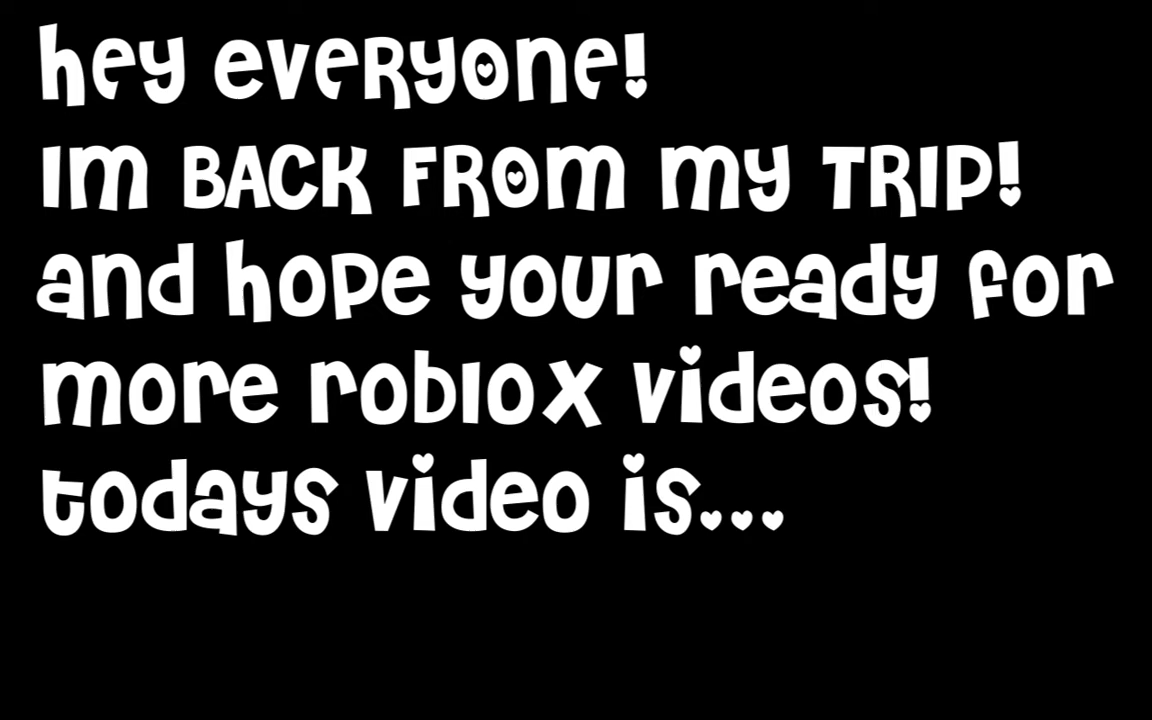 hey everyone!
Im BACK FROM my TRIP!
and hope your ready for
more roblox videos!
todays video is...